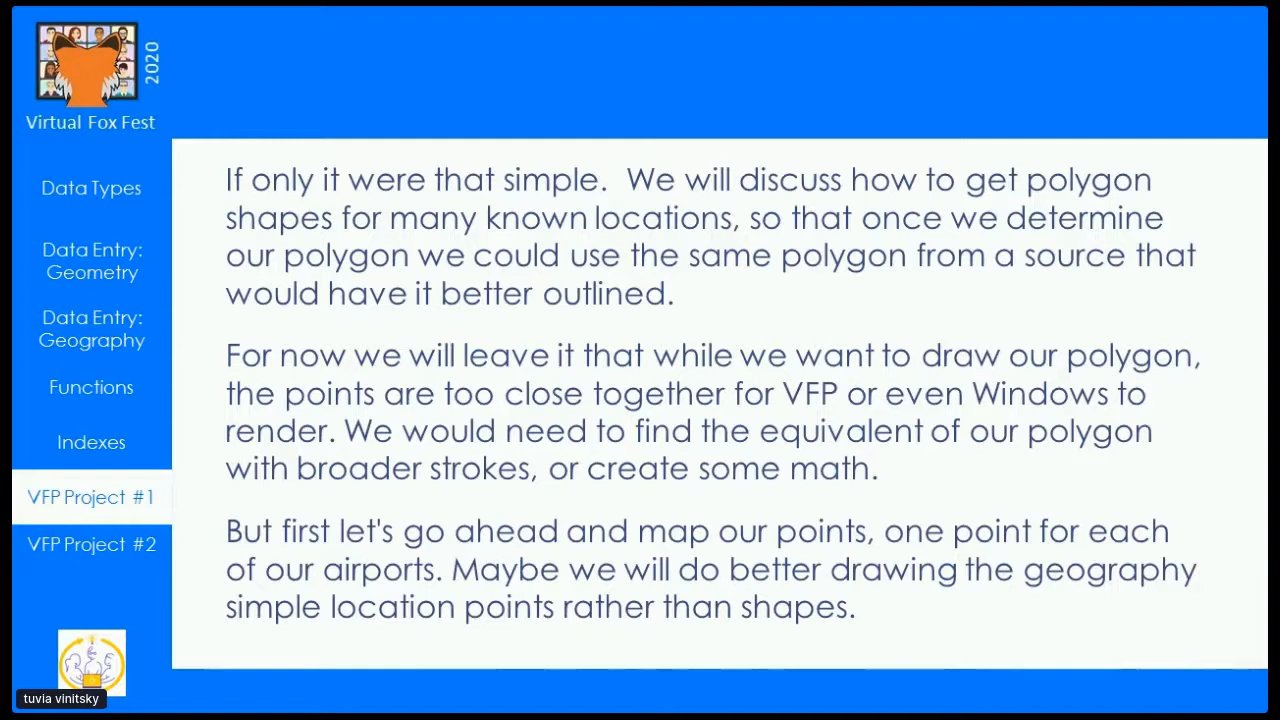 2020
Virtual Fox Fest
Data Types
Data Entry:
Geometry
Data Entry:
Geography
Functions
Indexes
VFP Project #1
VFP Project #2
tuvia vinitsky
If only it were that simple.  We will discuss how to get polygon
shapes for many known locations, so that once we determine
our polygon we could use the same polygon from a source that
would have it better outlined.
For now we will leave it that while we want to draw our polygon,
the points are too close together for VFP or even Windows to
render. We would need to find the equivalent of our polygon
with broader strokes, or create some math.
But first let's go ahead and map our points, one point for each
of our airports. Maybe we will do better drawing the geography
simple location points rather than shapes.